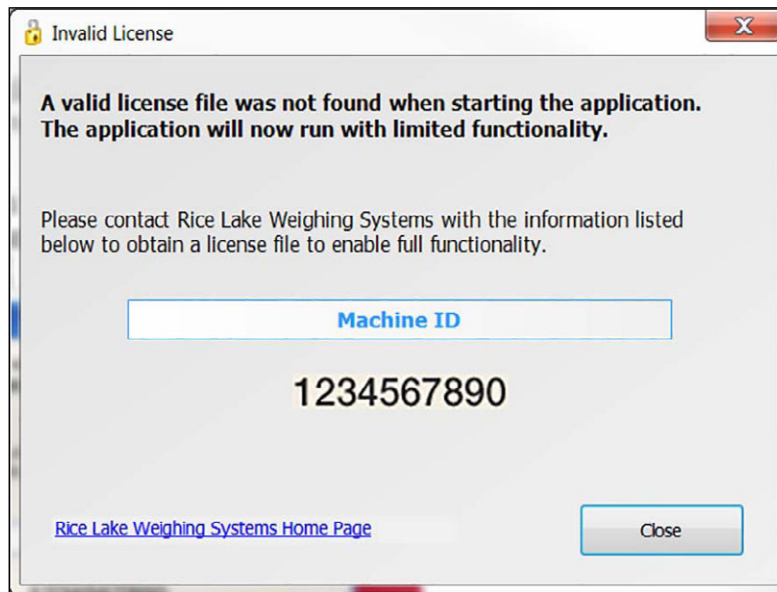 Invalid License
A valid license file was not found when starting the application.
The application will now run with limited functionality.
Please contact Rice Lake Weighing Systems with the information listed
below to obtain a license file to enable full functionality.
Machine ID
1234567890
Rice Lake Weighing Systems Home Page
Close